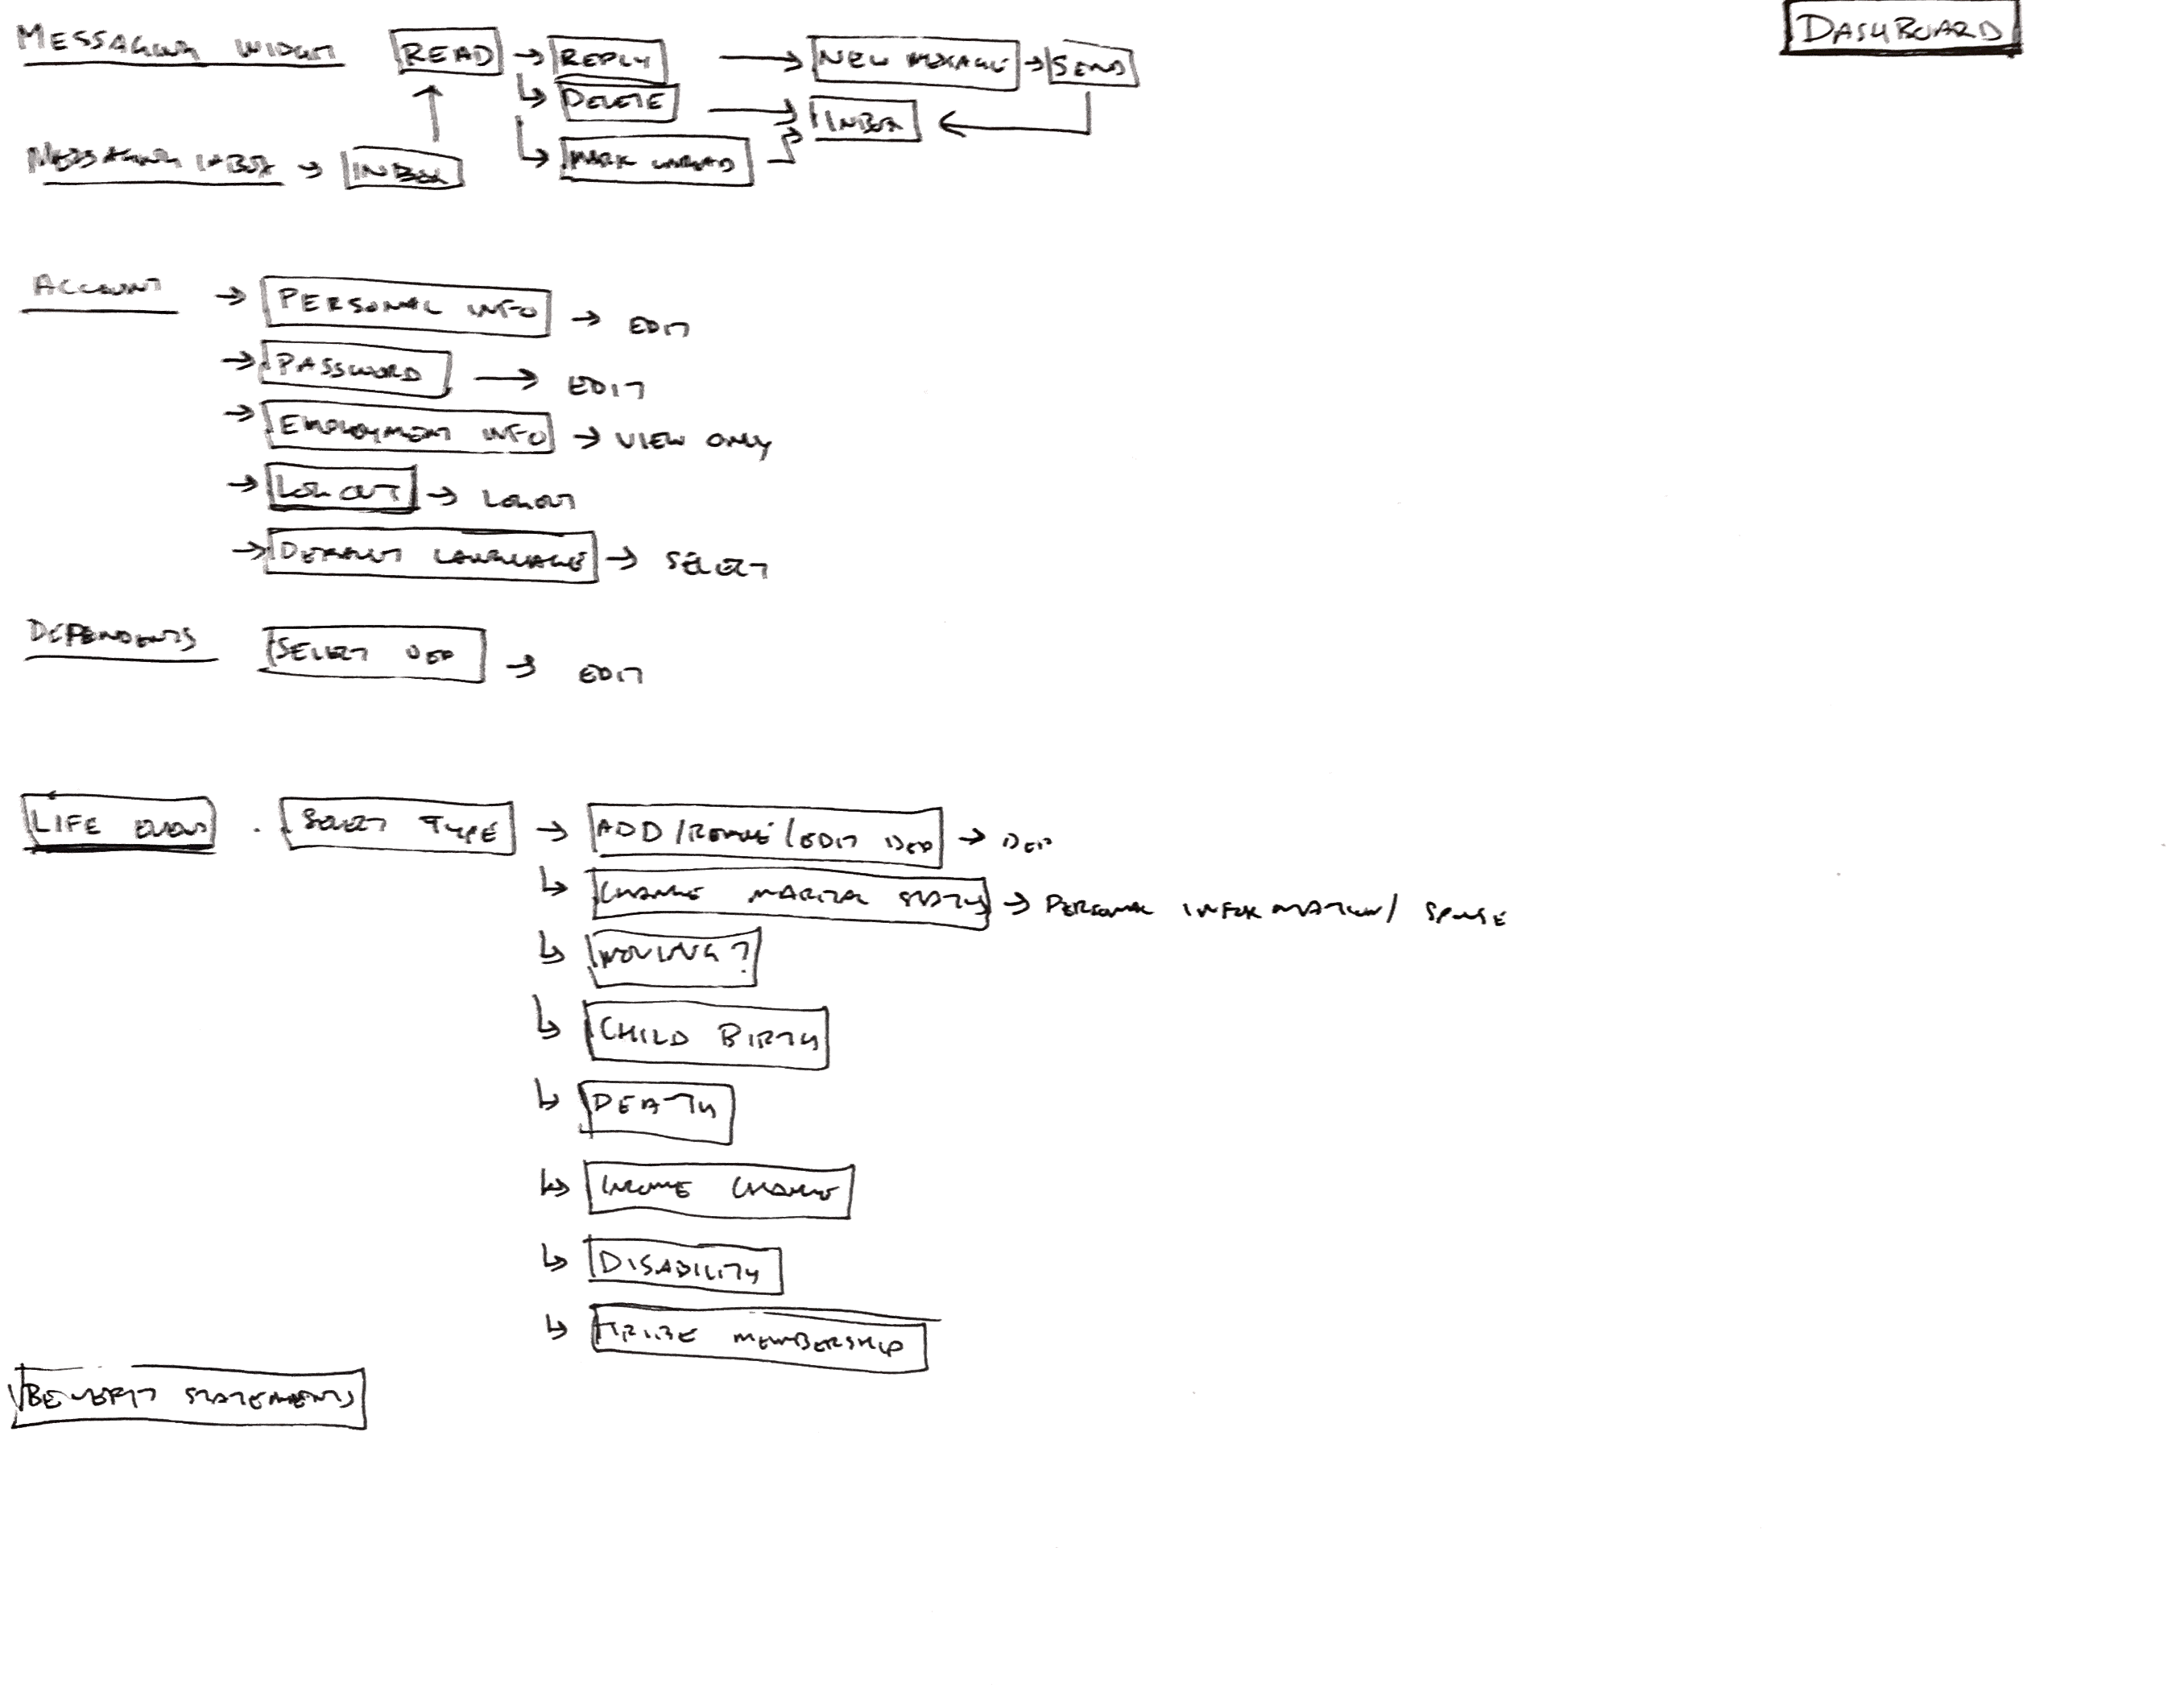 DASHBOARD
MESSAGING WIDGET READ → REPLY → NEW MESSAGE → SEND
DELETE → INBOX
MESSAGING INBOX → INBOX MARK UNREAD
ACCOUNT → PERSONAL INFO → EDIT
→ PASSWORD → EDIT
→ EMPLOYMENT INFO → VIEW ONLY
→ LOG OUT → LOGOUT
→ DEFAULT LANGUAGE → SELECT
DEPENDENTS SELECT DEP → EDIT
LIFE EVENT . SELECT TYPE → ADD/REMOVE/EDIT DEP → DEP
↳ CHANGE MARITAL STATUS → PERSONAL INFORMATION/ SPOUSE
↳ MOVING?
↳ CHILD BIRTH
↳ DEATH
↳ INCOME CHANGE
↳ DISABILITY
↳ TRIBE MEMBERSHIP
BENEFIT STATEMENTS